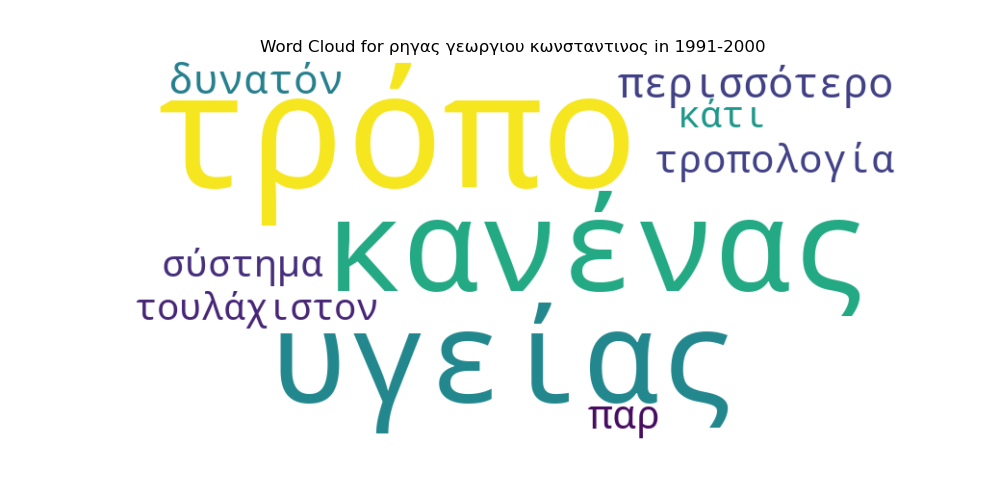 Word Cloud for ρηγας γεωργιου κωνσταντινος in 1991-2000
δυνατόν
περισσότερο
τρόπο
κάτι
τροπολογία
κανένας
σύστημα
τουλάχιστον
υγείας
παρ